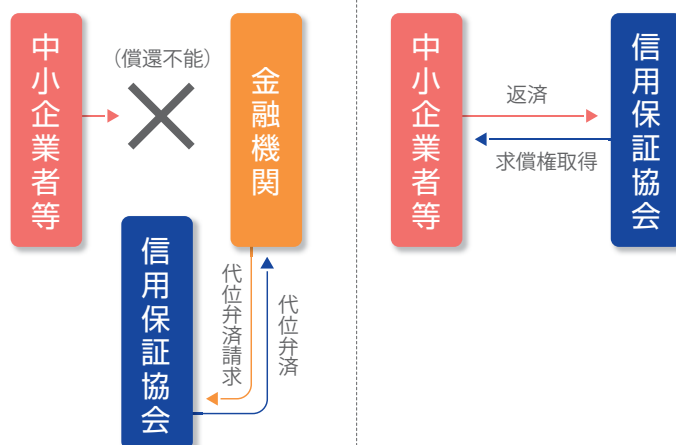 中小企業者等
（償還不能）
金融機関
信用保証協会
代位弁済請求
代位弁済
中小企業者等
返済
求償権取得
信用保証協会